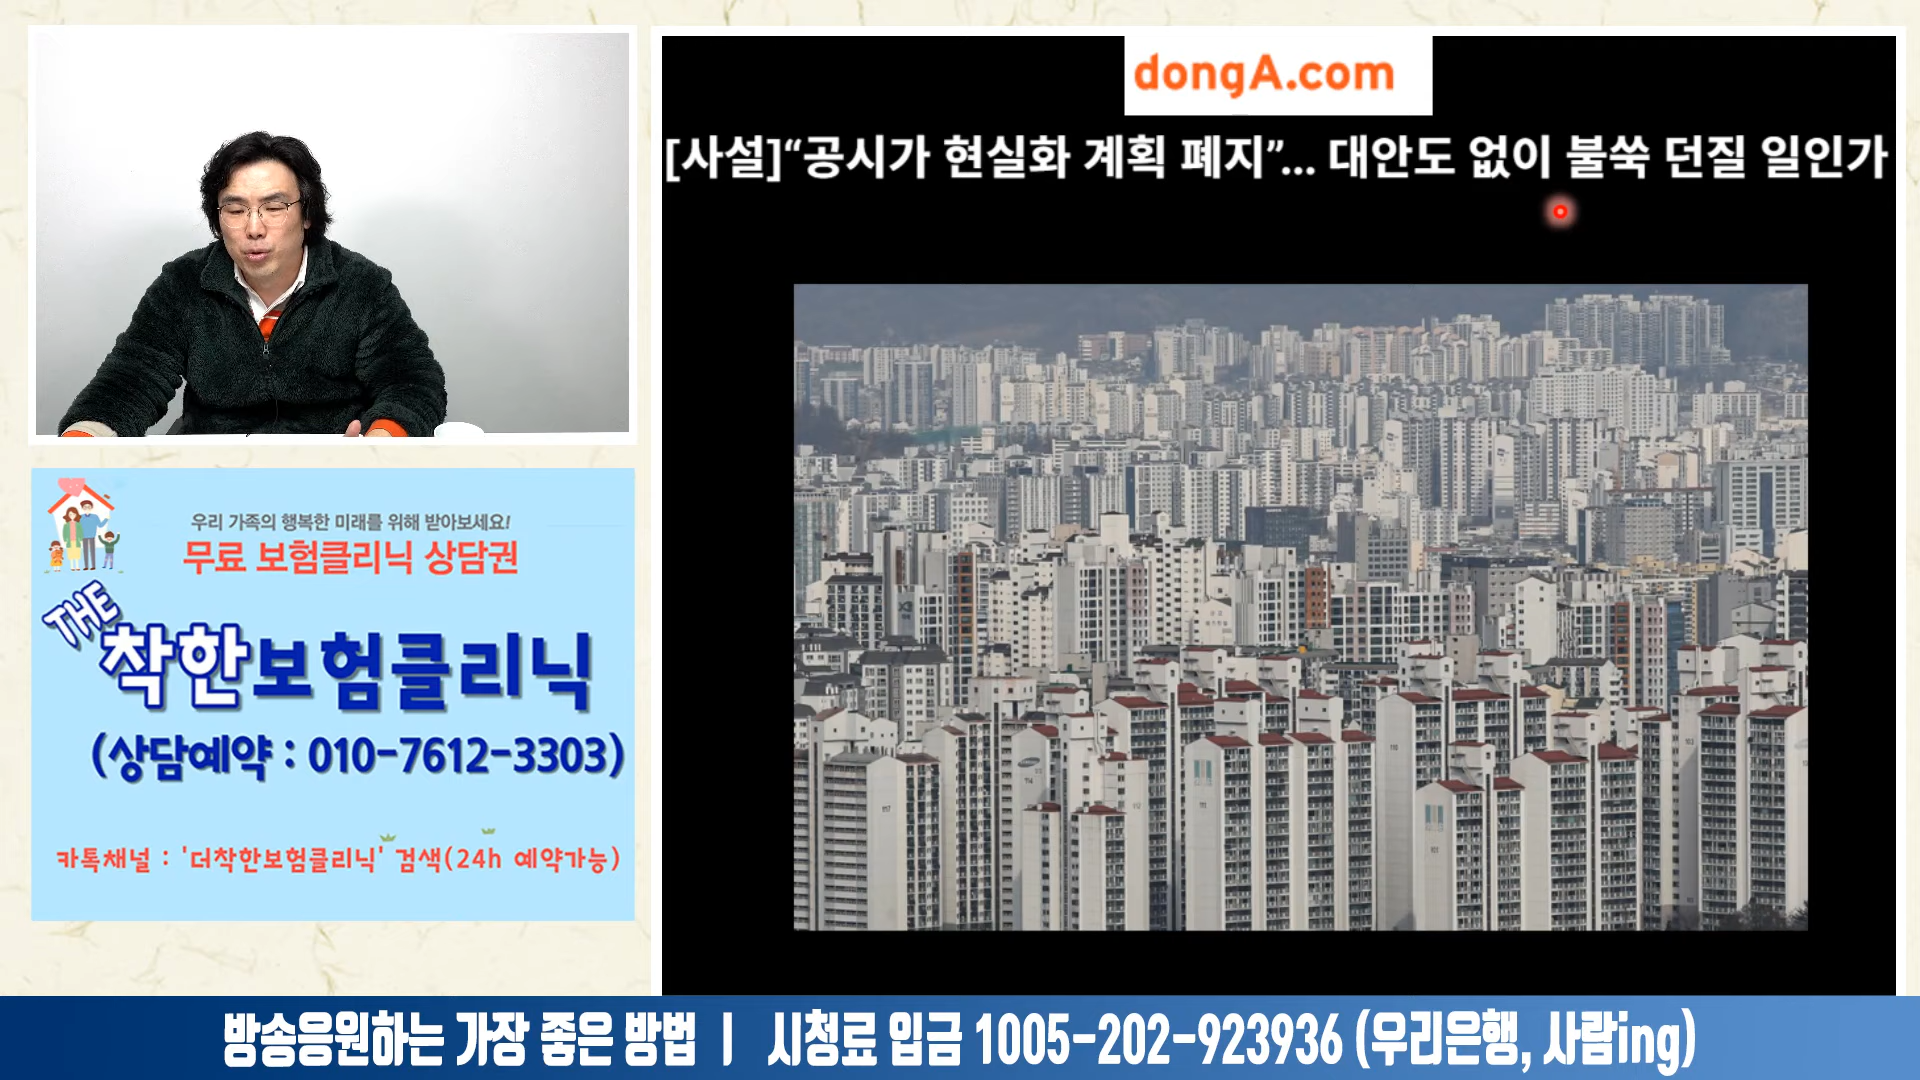 dongA.com
[사설]“공시가 현실화 계획 폐지”... 대안도 없이 불쑥 던질 일인가
우리 가족의 행복한 미래를 위해 받아보세요!
무료 보험클리닉 상담권
THE
착한보험클리닉
(상담예약 : 010-7612-3303)
카톡채널 : '더착한보험클리닉' 검색(24h 예약가능)
방송응원하는 가장 좋은 방법 ㅣ 시청료 입금 1005-202-923936 (우리은행, 사람ing)